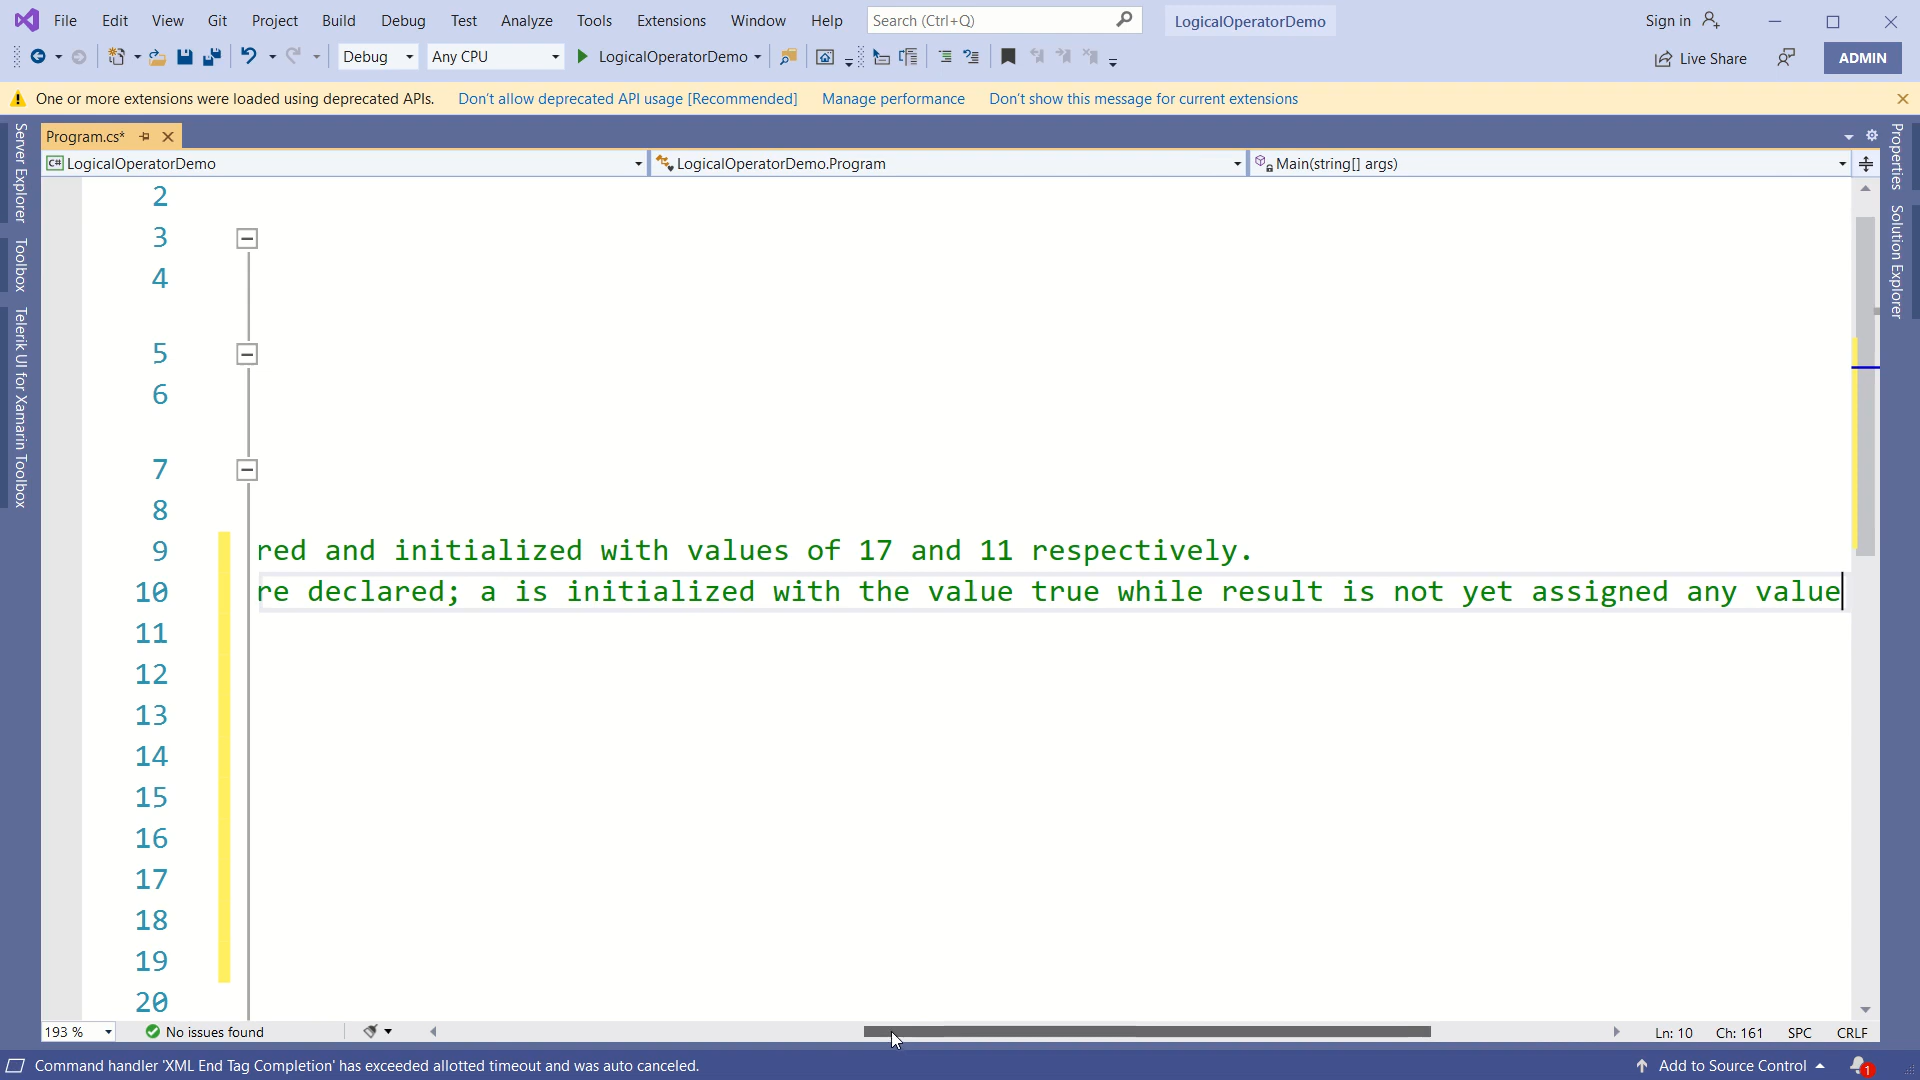 File Edit View Git Project Build Debug Test Analyze Tools Extensions Window Help Search (Ctrl+Q) LogicalOperatorDemo Sign in
Debug Any CPU LogicalOperatorDemo Live Share ADMIN
One or more extensions were loaded using deprecated APIs. Don't allow deprecated API usage [Recommended] Manage performance Don't show this message for current extensions
Program.cs*
C# LogicalOperatorDemo LogicalOperatorDemo.Program Main(string[] args)
Server Explorer
Toolbox
Telerik UI for Xamarin Toolbox
Properties
Solution Explorer
2
3
4
5
6
7
8
9 red and initialized with values of 17 and 11 respectively.
10 re declared; a is initialized with the value true while result is not yet assigned any value
11
12
13
14
15
16
17
18
19
20
193 % No issues found Ln: 10 Ch: 161 SPC CRLF
Command handler 'XML End Tag Completion' has exceeded allotted timeout and was auto canceled. Add to Source Control 1